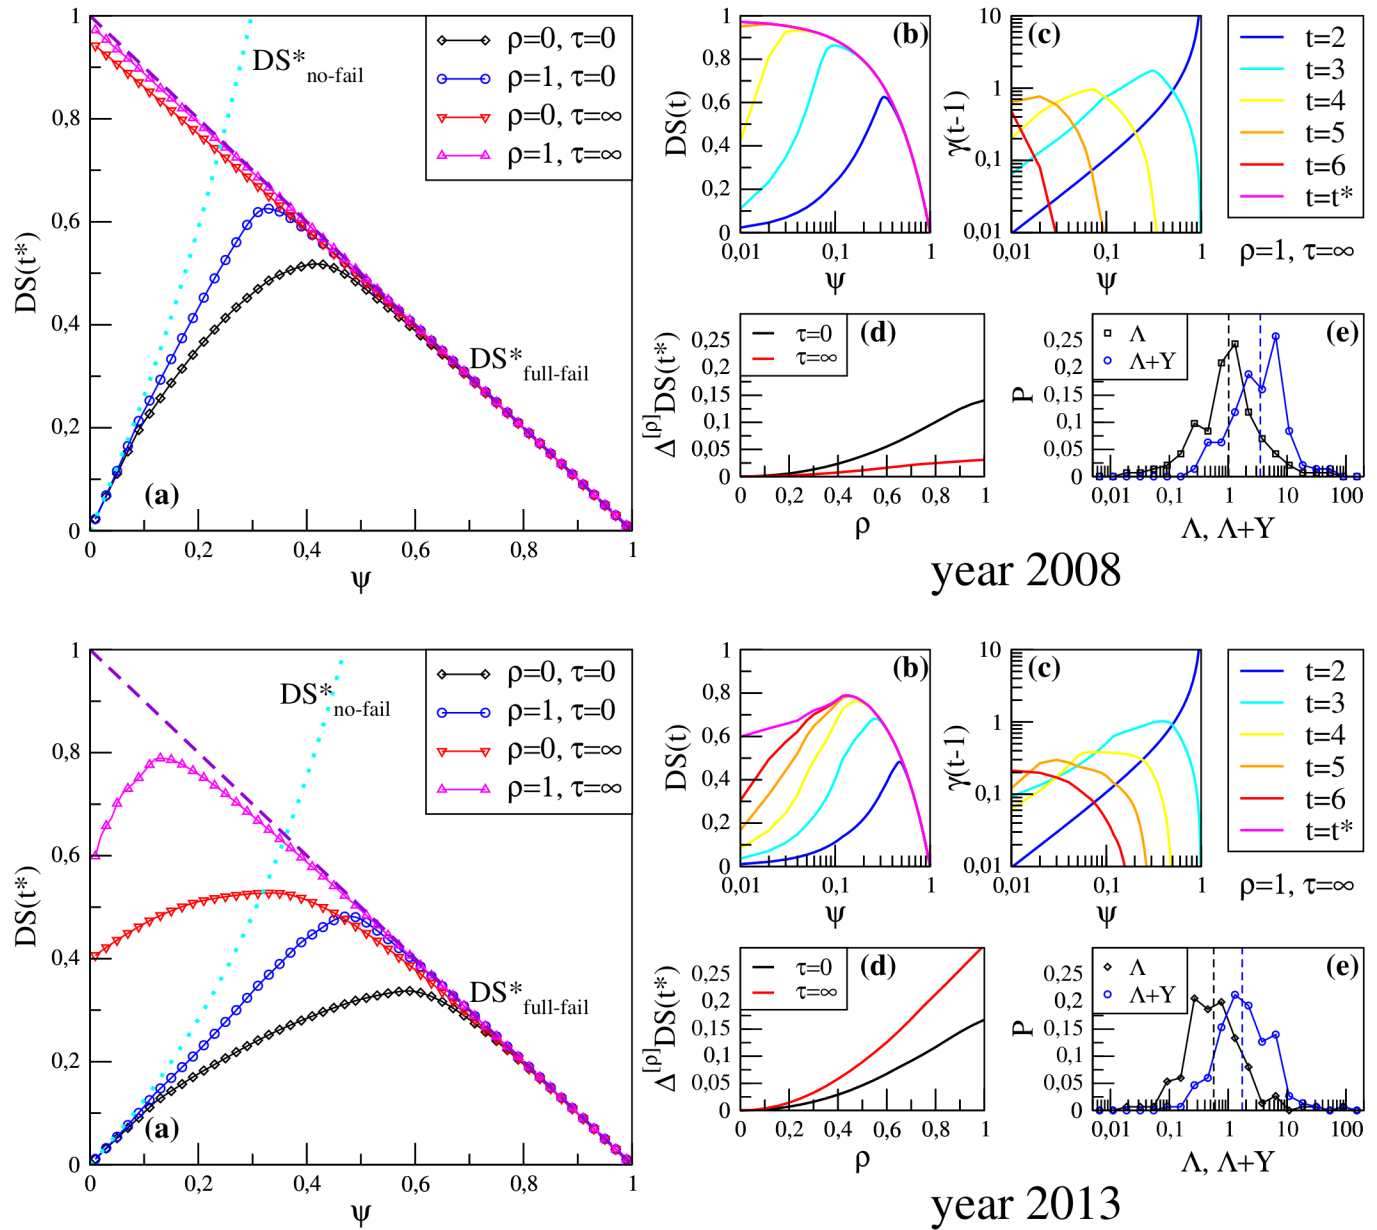 1
0,8
0,6
0,4
0,2
0
DS(t*)
0 0,2 0,4 0,6 0,8 1
ψ
DS*no-fail
DS*full-fail
(a)
ρ=0, τ=0
ρ=1, τ=0
ρ=0, τ=∞
ρ=1, τ=∞
1
0,8
0,6
0,4
0,2
0
DS(t)
(b)
0,01 0,1 1
ψ
10
1
0,1
0,01
γ(t-1)
(c)
0,01 0,1 1
ψ
t=2
t=3
t=4
t=5
t=6
t=t*
ρ=1, τ=∞
0,25
0,2
0,15
0,1
0,05
0
Δ[ρ]DS(t*)
τ=0
τ=∞
(d)
0 0,2 0,4 0,6 0,8 1
ρ
0,25
0,2
0,15
0,1
0,05
0
P
Λ
Λ+Υ
(e)
0,01 0,1 1 10 100
Λ, Λ+Υ
year 2008
1
0,8
0,6
0,4
0,2
0
DS(t*)
0 0,2 0,4 0,6 0,8 1
ψ
DS*no-fail
DS*full-fail
(a)
ρ=0, τ=0
ρ=1, τ=0
ρ=0, τ=∞
ρ=1, τ=∞
1
0,8
0,6
0,4
0,2
0
DS(t)
(b)
0,01 0,1 1
ψ
10
1
0,1
0,01
γ(t-1)
(c)
0,01 0,1 1
ψ
t=2
t=3
t=4
t=5
t=6
t=t*
ρ=1, τ=∞
0,25
0,2
0,15
0,1
0,05
0
Δ[ρ]DS(t*)
τ=0
τ=∞
(d)
0 0,2 0,4 0,6 0,8 1
ρ
0,25
0,2
0,15
0,1
0,05
0
P
Λ
Λ+Υ
(e)
0,01 0,1 1 10 100
Λ, Λ+Υ
year 2013